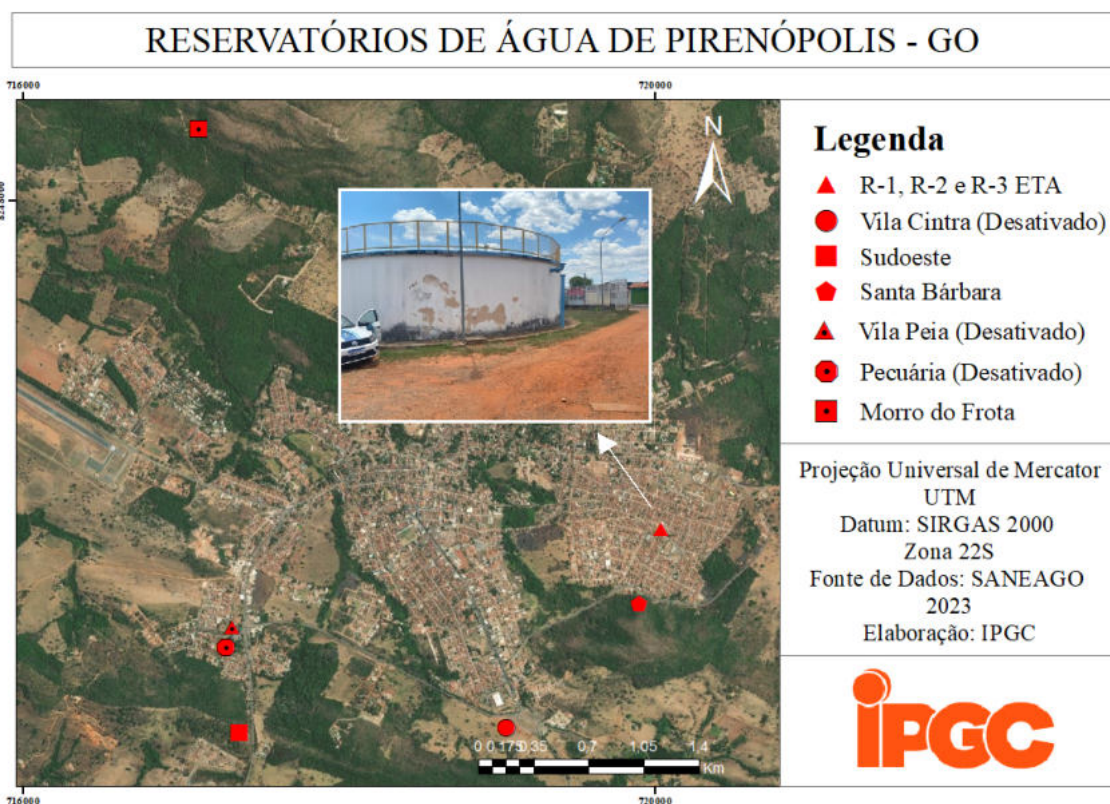 RESERVATÓRIOS DE ÁGUA DE PIRENÓPOLIS - GO
716000
720000
N
Legenda
R-1, R-2 e R-3 ETA
Vila Cintra (Desativado)
Sudoeste
Santa Bárbara
Vila Peia (Desativado)
Pecuária (Desativado)
Morro do Frota
Projeção Universal de Mercator
UTM
Datum: SIRGAS 2000
Zona 22S
Fonte de Dados: SANEAGO
2023
Elaboração: IPGC
0 0,175 0,35 0,7 1,05 1,4
Km
iPGC
716000
720000